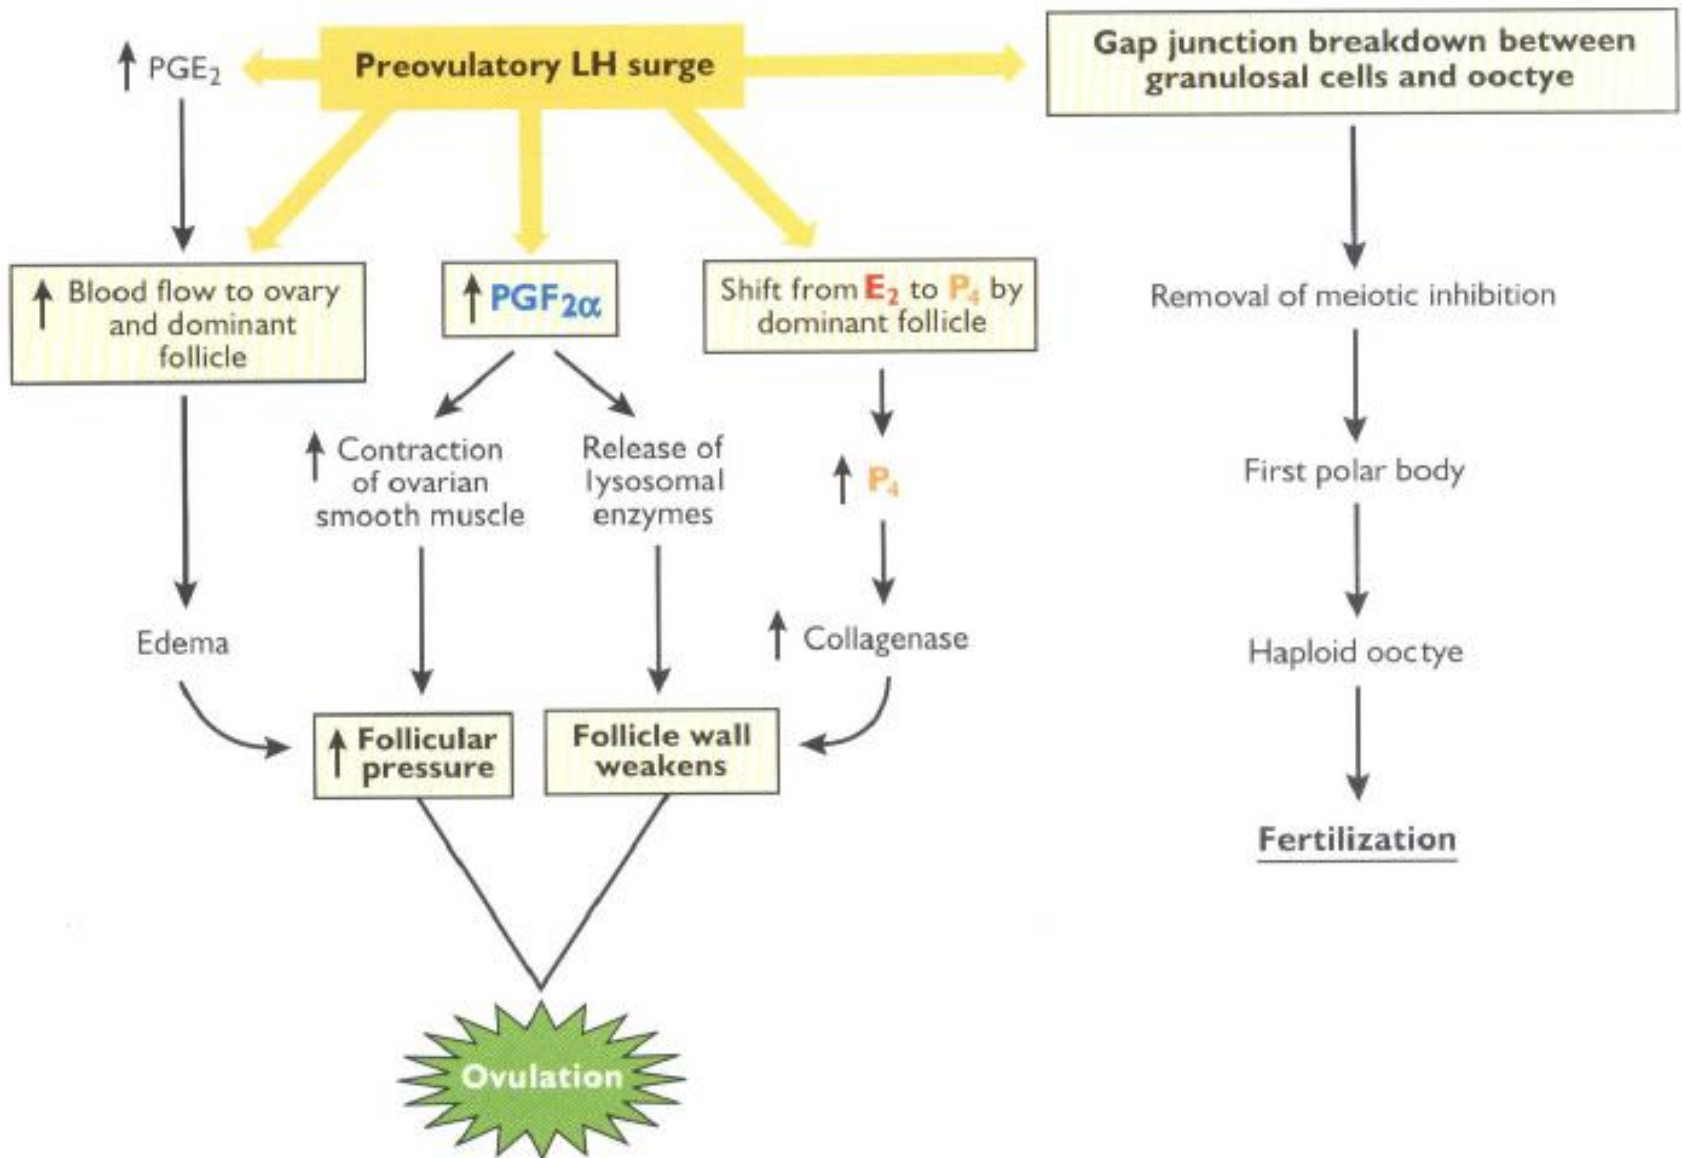 ↑ PGE₂
Preovulatory LH surge
Gap junction breakdown between
granulosal cells and ooctye
↑ Blood flow to ovary
and dominant
follicle
↑ PGF₂α
Shift from E₂ to P₄ by
dominant follicle
Removal of meiotic inhibition
↑ Contraction
of ovarian
smooth muscle
Release of
lysosomal
enzymes
↑ P₄
First polar body
Edema
↑ Collagenase
Haploid ooctye
↑ Follicular
pressure
Follicle wall
weakens
Fertilization
Ovulation